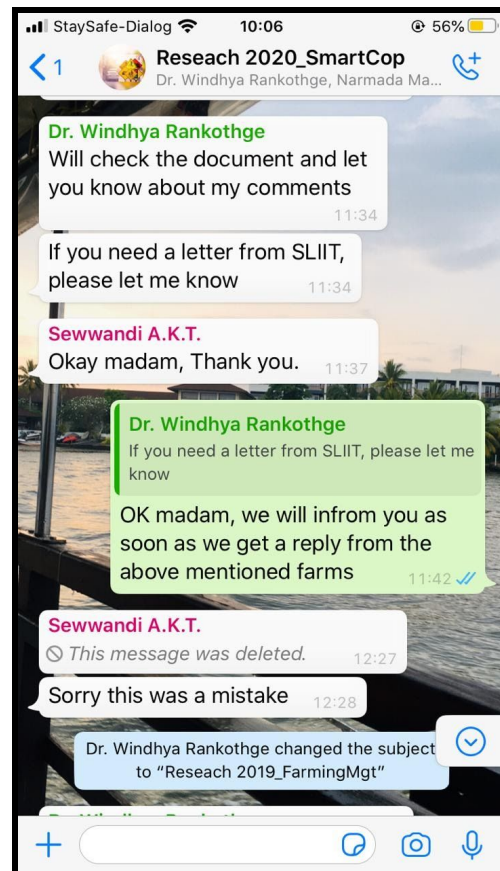 StaySafe-Dialog 10:06 56%
1 Reseach 2020_SmartCop
Dr. Windhya Rankothge, Narmada Ma...
Dr. Windhya Rankothge
Will check the document and let
you know about my comments
11:34
If you need a letter from SLIIT,
please let me know 11:34
Sewwandi A.K.T.
Okay madam, Thank you. 11:37
Dr. Windhya Rankothge
If you need a letter from SLIIT, please let me
know
OK madam, we will infrom you as
soon as we get a reply from the
above mentioned farms 11:42
Sewwandi A.K.T.
This message was deleted. 12:27
Sorry this was a mistake 12:28
Dr. Windhya Rankothge changed the subject
to “Reseach 2019_FarmingMgt”